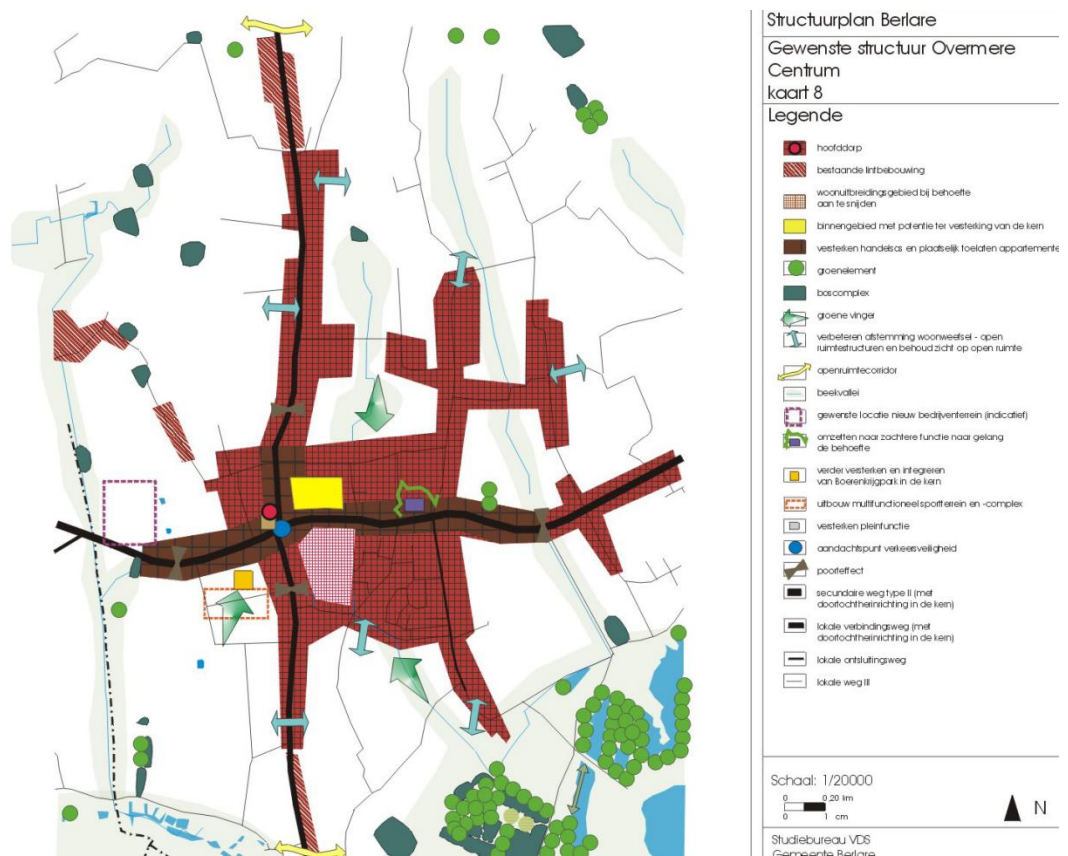 Structuurplan Berlare
Gewenste structuur Overmere
Centrum
kaart 8
Legende
hoofddorp
bestaande lintbebouwing
woonuitbreidingsgebied bij behoefte
aan te snijden
binnengebied met potentie ter versterking van de kern
versterken handelsas en plaatselijk toelaten appartemente
groenelement
boscomplex
groene vinger
verbeteren afstemming woonweefsel - open
ruimtestructuren en behoud zicht op open ruimte
openruimtecorridor
beekvallei
gewenste locatie nieuw bedrijventerrein (indicatief)
omzetten naar zachtere functie naar gelang
de behoefte
verder versterken en integreren
van Boerenkrijgpark in de kern
uitbouw multifunctioneel sportterrein en -complex
versterken pleinfunctie
aandachtspunt verkeersveiligheid
poorteffect
secundaire weg type II (met
doortochtherinrichting in de kern)
lokale verbindingsweg (met
doortochtherinrichting in de kern)
lokale ontsluitingsweg
lokale weg III
Schaal: 1/20000
0 0.20 km
0 1 cm
N
Studiebureau VDS
Gemeente Berlare